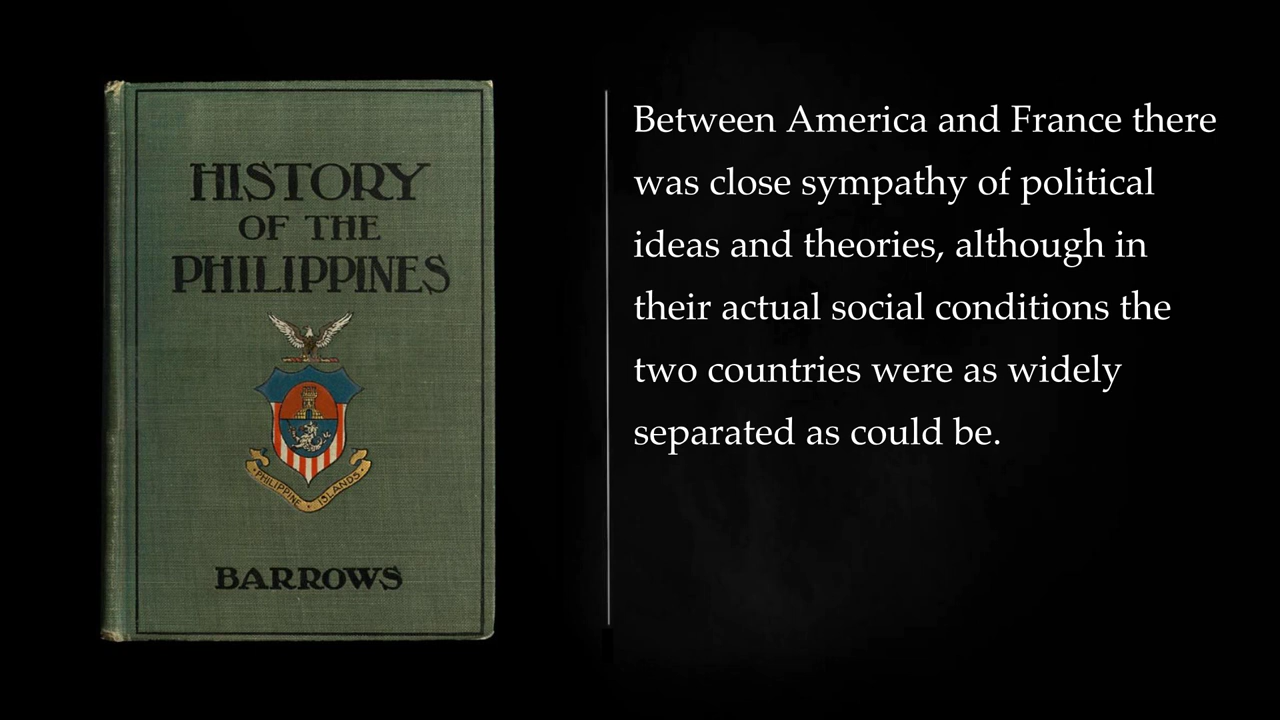 HISTORY
OF THE
PHILIPPINES
PHILIPPINE ISLANDS
BARROWS
Between America and France there
was close sympathy of political
ideas and theories, although in
their actual social conditions the
two countries were as widely
separated as could be.